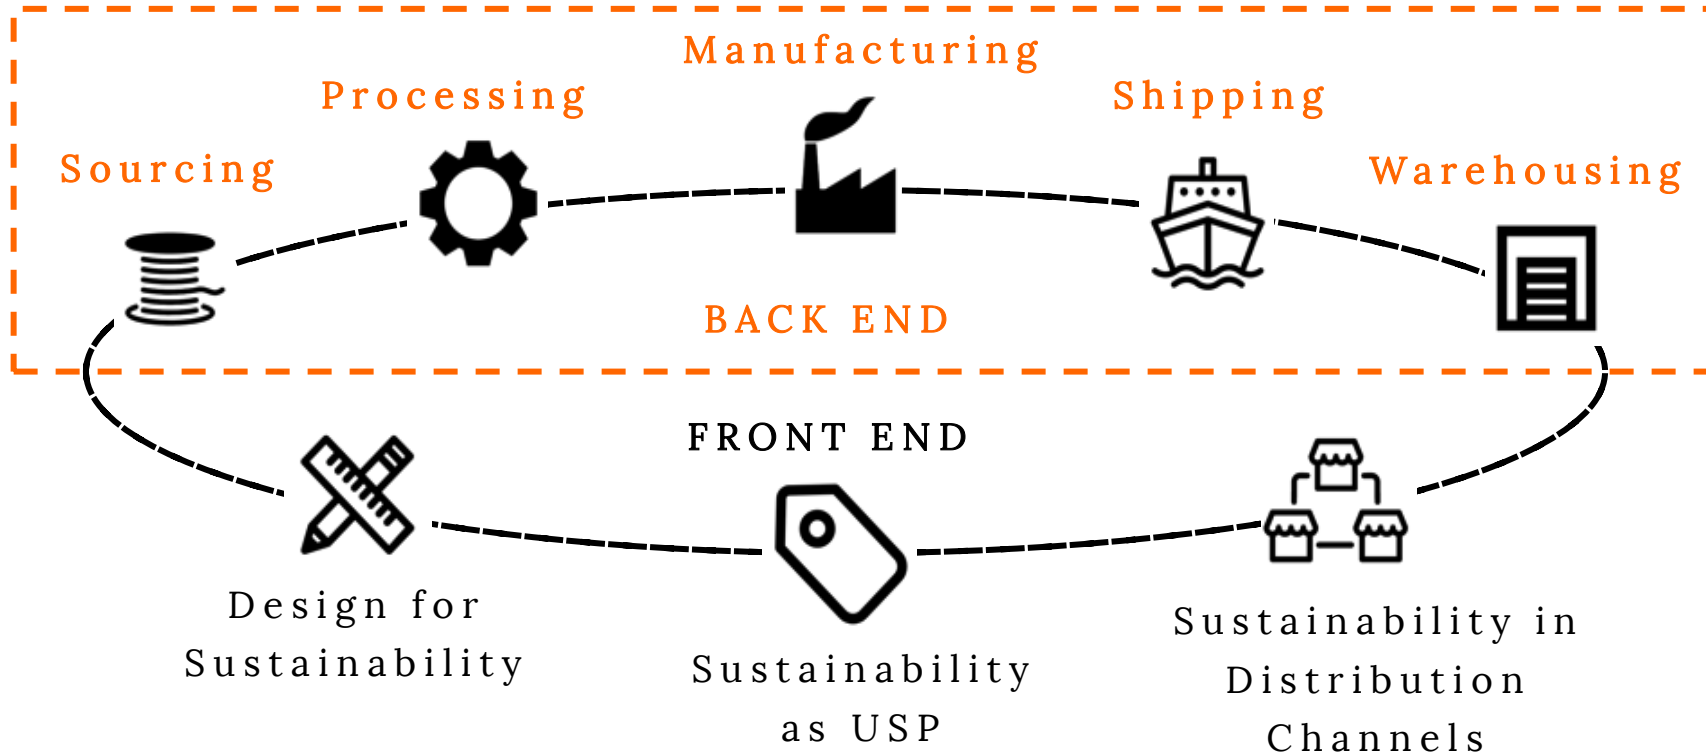 Manufacturing
Processing
Shipping
Sourcing
Warehousing
BACK END
FRONT END
Design for
Sustainability
Sustainability
as USP
Sustainability in
Distribution
Channels